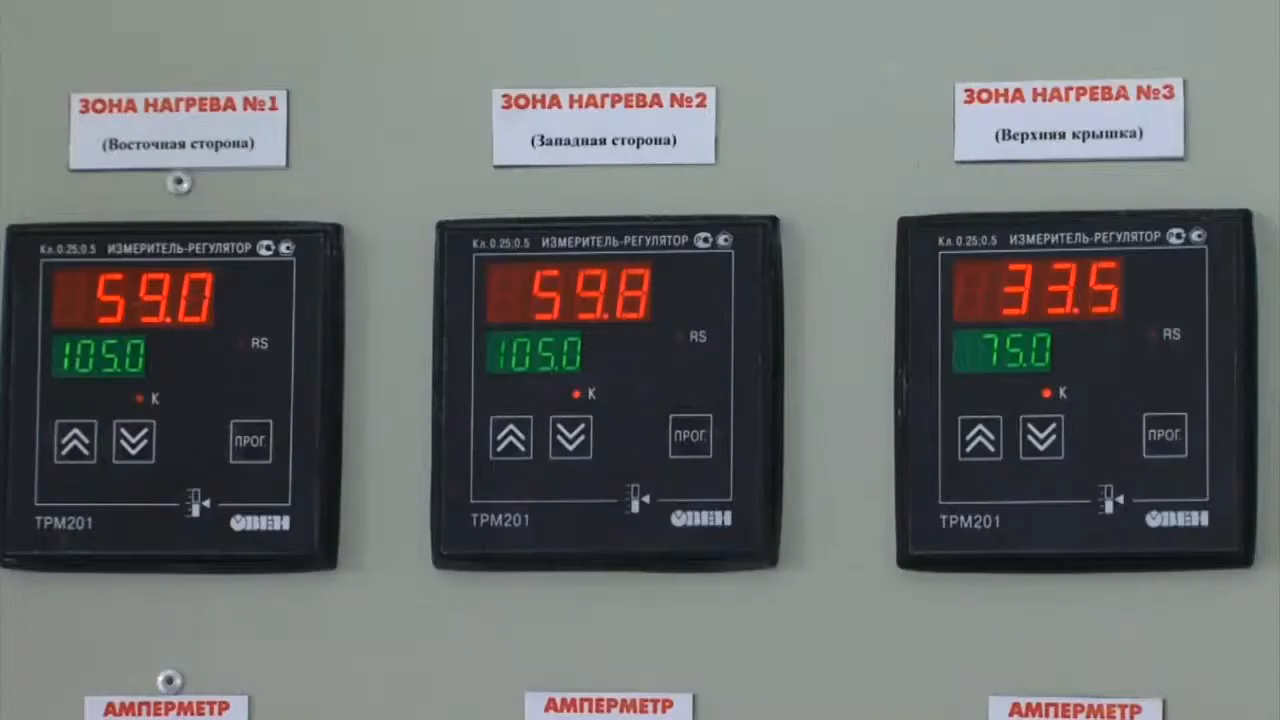 ЗОНА НАГРЕВА №1
(Восточная сторона)
ЗОНА НАГРЕВА №2
(Западная сторона)
ЗОНА НАГРЕВА №3
(Верхняя крышка)
Кл. 0.25;0.5 ИЗМЕРИТЕЛЬ-РЕГУЛЯТОР
59.0
RS
105.0
К
ПРОГ.
ТРМ201
ОВЕН
Кл. 0.25;0.5 ИЗМЕРИТЕЛЬ-РЕГУЛЯТОР
59.8
RS
105.0
К
ПРОГ.
ТРМ201
ОВЕН
Кл. 0.25;0.5 ИЗМЕРИТЕЛЬ-РЕГУЛЯТОР
33.5
RS
75.0
К
ПРОГ.
ТРМ201
ОВЕН
АМПЕРМЕТР
АМПЕРМЕТР
АМПЕРМЕТР